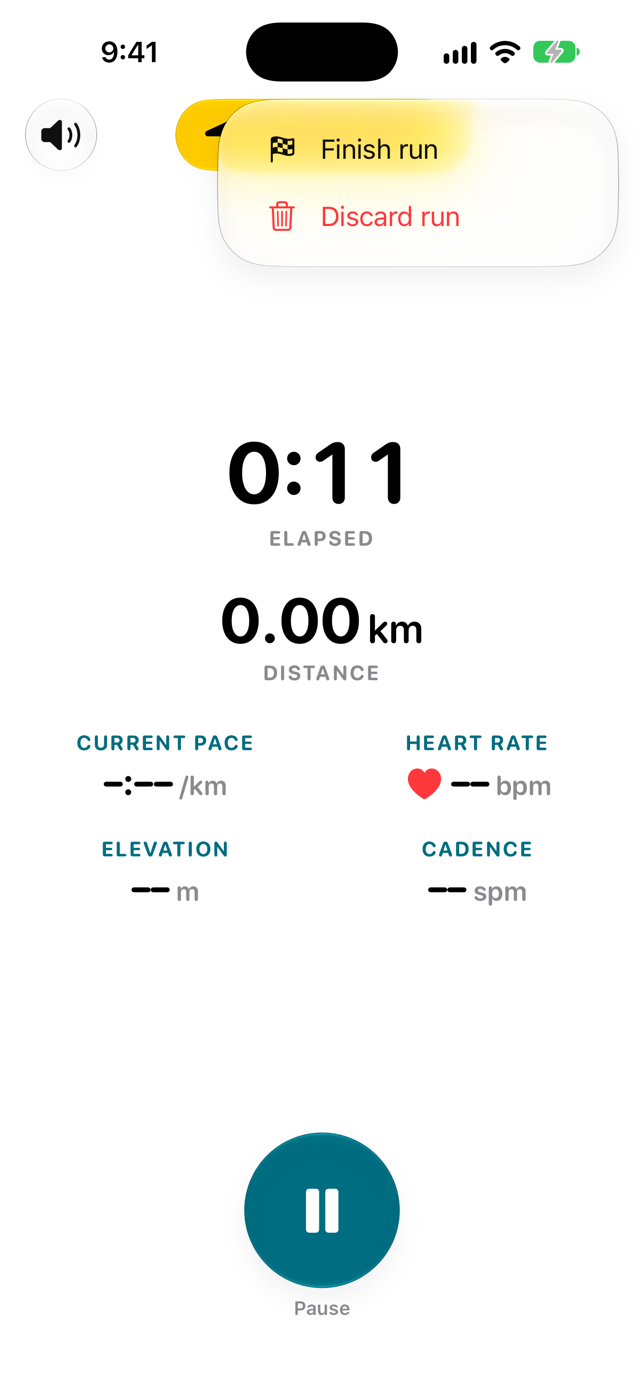 9:41
Finish run
Discard run
0:11
ELAPSED
0.00 km
DISTANCE
CURRENT PACE
–:–– /km
HEART RATE
–– bpm
ELEVATION
–– m
CADENCE
–– spm
Pause